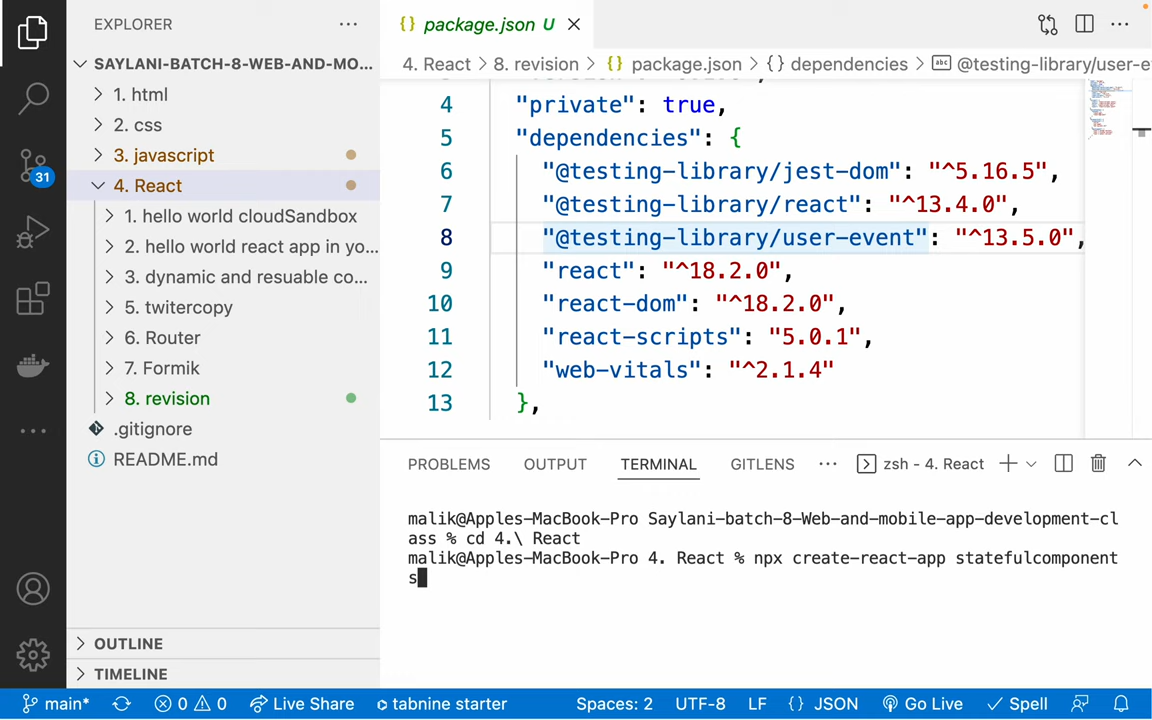 EXPLORER
SAYLANI-BATCH-8-WEB-AND-MO...
1. html
2. css
3. javascript
4. React
1. hello world cloudSandbox
2. hello world react app in yo...
3. dynamic and resuable co...
5. twitercopy
6. Router
7. Formik
8. revision
.gitignore
README.md
OUTLINE
TIMELINE
31
{} package.json U
4. React > 8. revision > {} package.json > {} dependencies > abc @testing-library/user-e
4 "private": true,
5 "dependencies": {
6 "@testing-library/jest-dom": "^5.16.5",
7 "@testing-library/react": "^13.4.0",
8 "@testing-library/user-event": "^13.5.0",
9 "react": "^18.2.0",
10 "react-dom": "^18.2.0",
11 "react-scripts": "5.0.1",
12 "web-vitals": "^2.1.4"
13 },
PROBLEMS OUTPUT TERMINAL GITLENS ... zsh - 4. React
malik@Apples-MacBook-Pro Saylani-batch-8-Web-and-mobile-app-development-cl
ass % cd 4.\ React
malik@Apples-MacBook-Pro 4. React % npx create-react-app statefulcomponent
s
main* 0 0 Live Share tabnine starter Spaces: 2 UTF-8 LF {} JSON Go Live Spell